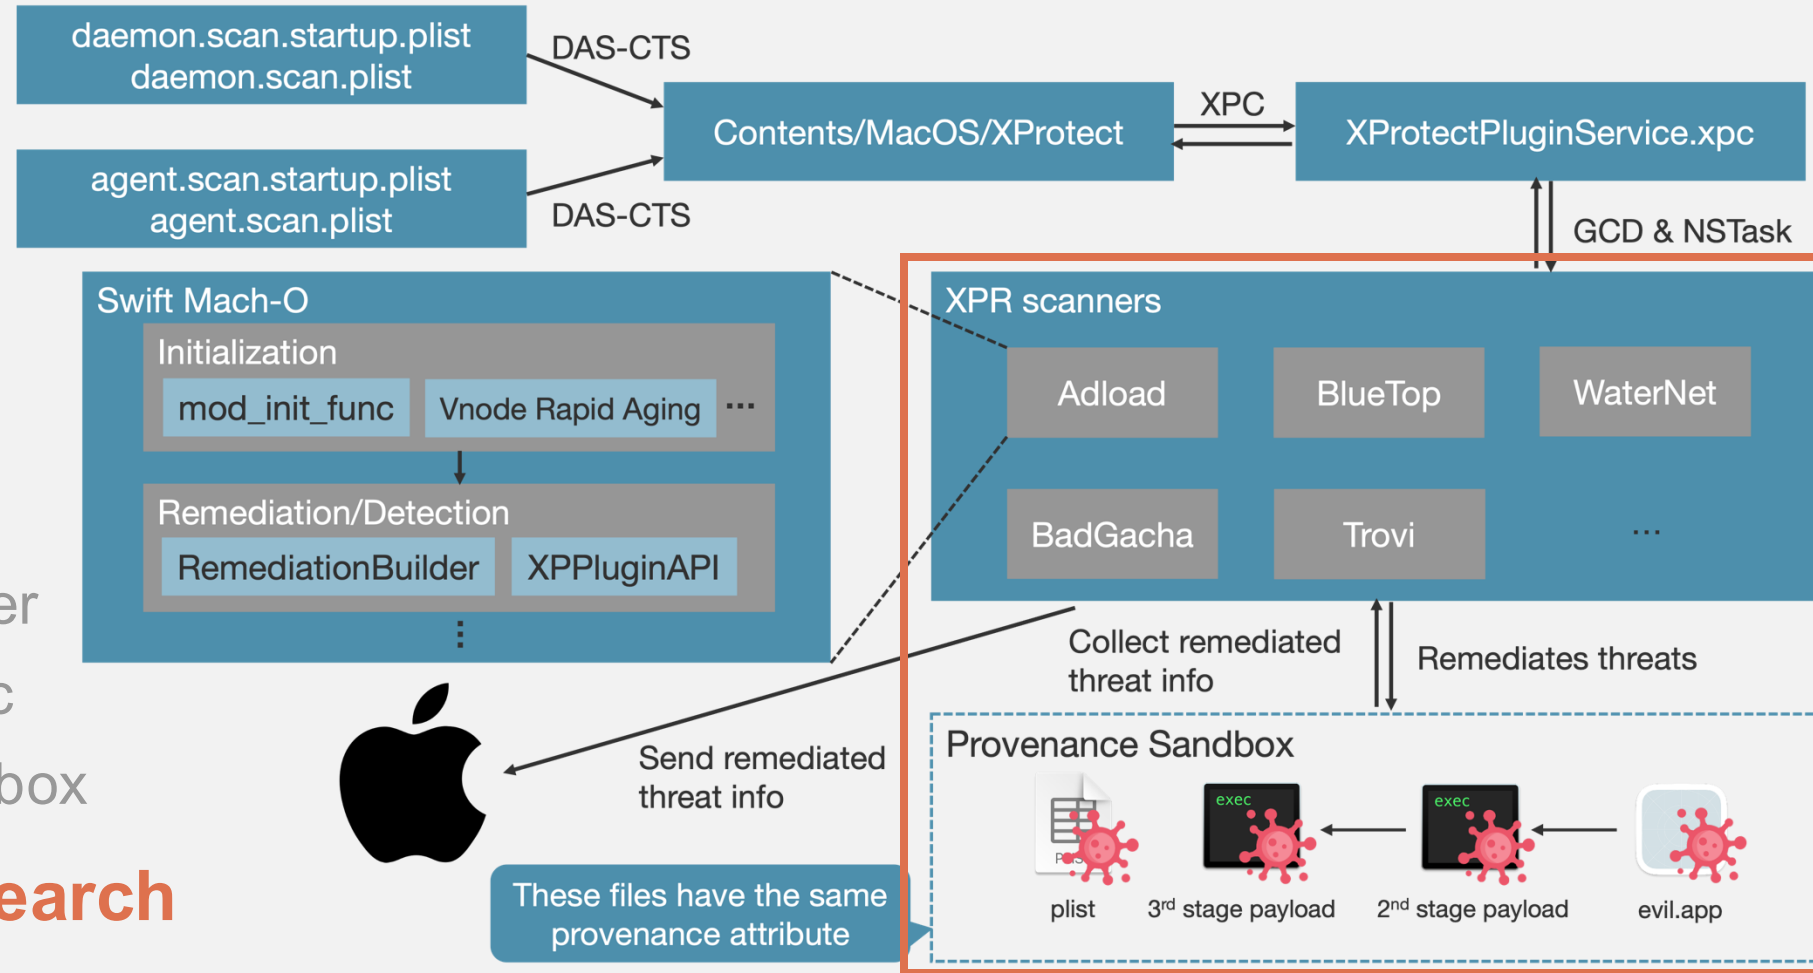 daemon.scan.startup.plist
daemon.scan.plist
DAS-CTS
agent.scan.startup.plist
agent.scan.plist
DAS-CTS
Contents/MacOS/XProtect
XPC
XProtectPluginService.xpc
GCD & NSTask
Swift Mach-O
Initialization
mod_init_func
Vnode Rapid Aging
...
Remediation/Detection
RemediationBuilder
XPPluginAPI
XPR scanners
Adload
BlueTop
WaterNet
BadGacha
Trovi
...
Collect remediated
threat info
Remediates threats
Send remediated
threat info
Provenance Sandbox
exec
exec
plist
3rd stage payload
2nd stage payload
evil.app
These files have the same
provenance attribute
er
c
box
earch